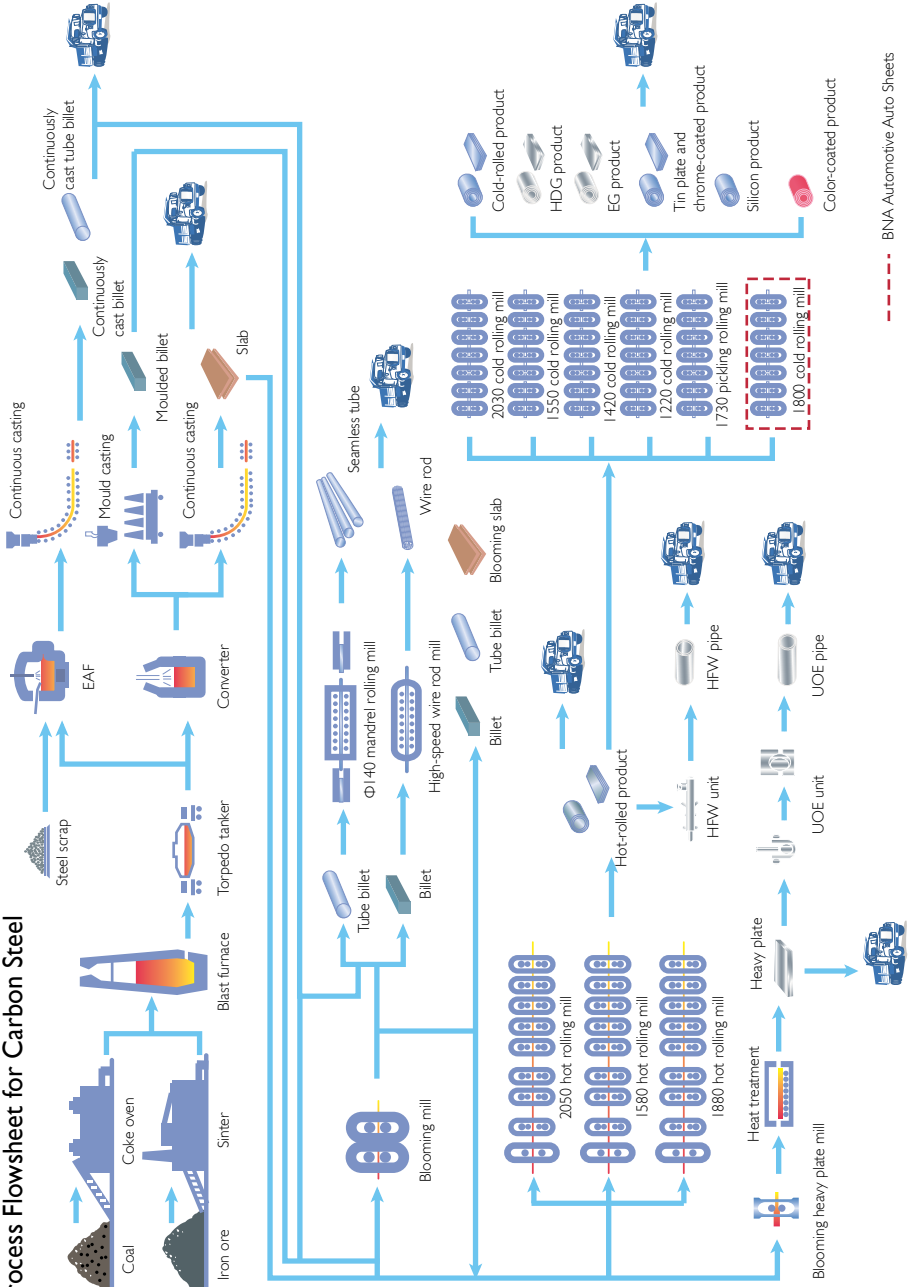 rocess Flowsheet for Carbon Steel
Coal
Coke oven
Iron ore
Sinter
Blast furnace
Torpedo tanker
Steel scrap
EAF
Converter
Continuous casting
Mould casting
Continuous casting
Continuously
cast billet
Continuously
cast tube billet
Moulded billet
Slab
Blooming mill
Tube billet
Billet
Φ140 mandrel rolling mill
High-speed wire rod mill
Seamless tube
Wire rod
Billet
Tube billet
Blooming slab
2050 hot rolling mill
1580 hot rolling mill
1880 hot rolling mill
Hot-rolled product
HFW unit
HFW pipe
2030 cold rolling mill
1550 cold rolling mill
1420 cold rolling mill
1220 cold rolling mill
1730 pickling rolling mill
1800 cold rolling mill
Cold-rolled product
HDG product
EG product
Tin plate and
chrome-coated product
Silicon product
Color-coated product
Blooming heavy plate mill
Heat treatment
Heavy plate
UOE unit
UOE pipe
BNA Automotive Auto Sheets